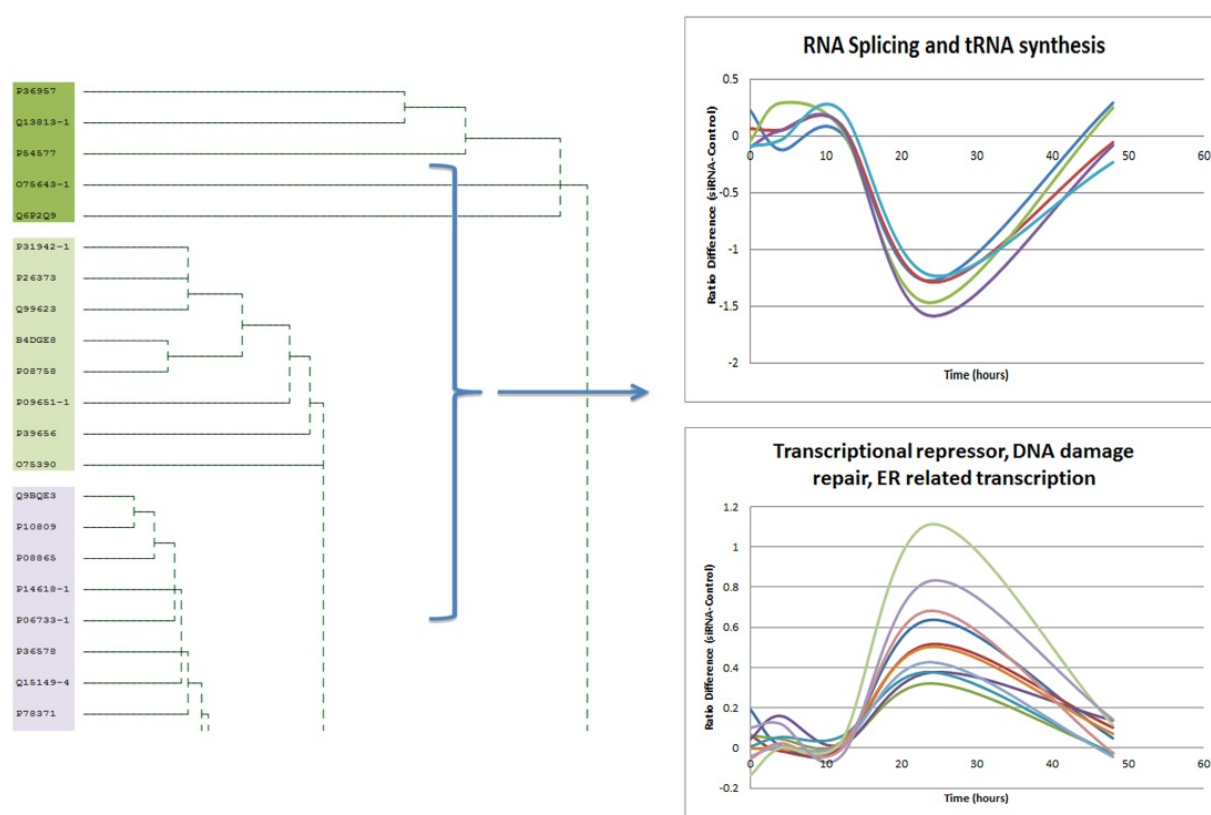 P36957
Q13813-1
P54577
O75643-1
Q6P2Q9
P31942-1
P26373
Q99623
B4DGE8
P08758
P09651-1
P39656
O75390
Q9BQE3
P10809
P08865
P14618-1
P06733-1
P36578
Q15149-4
P78371
RNA Splicing and tRNA synthesis
Ratio Difference (siRNA-Control)
0.5
0
-0.5
-1
-1.5
-2
0 10 20 30 40 50 60
Time (hours)
Transcriptional repressor, DNA damage
repair, ER related transcription
Ratio Difference (siRNA-Control)
1.2
1
0.8
0.6
0.4
0.2
0
-0.2
0 10 20 30 40 50 60
Time (hours)